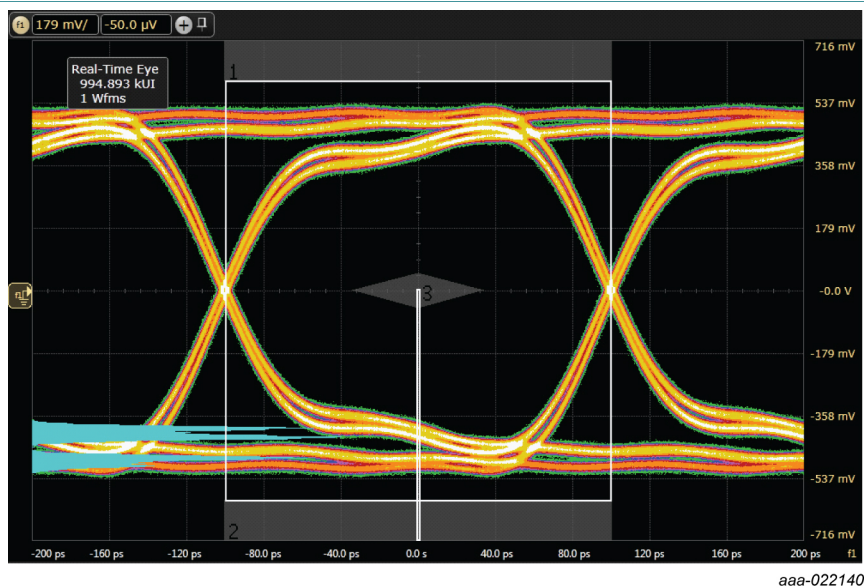 f1 179 mV/ -50.0 µV +
716 mV
Real-Time Eye
994.893 kUI
1 Wfms
1
537 mV
358 mV
179 mV
3
-0.0 V
-179 mV
-358 mV
-537 mV
2
-716 mV
-200 ps -160 ps -120 ps -80.0 ps -40.0 ps 0.0 s 40.0 ps 80.0 ps 120 ps 160 ps 200 ps f1
aaa-022140